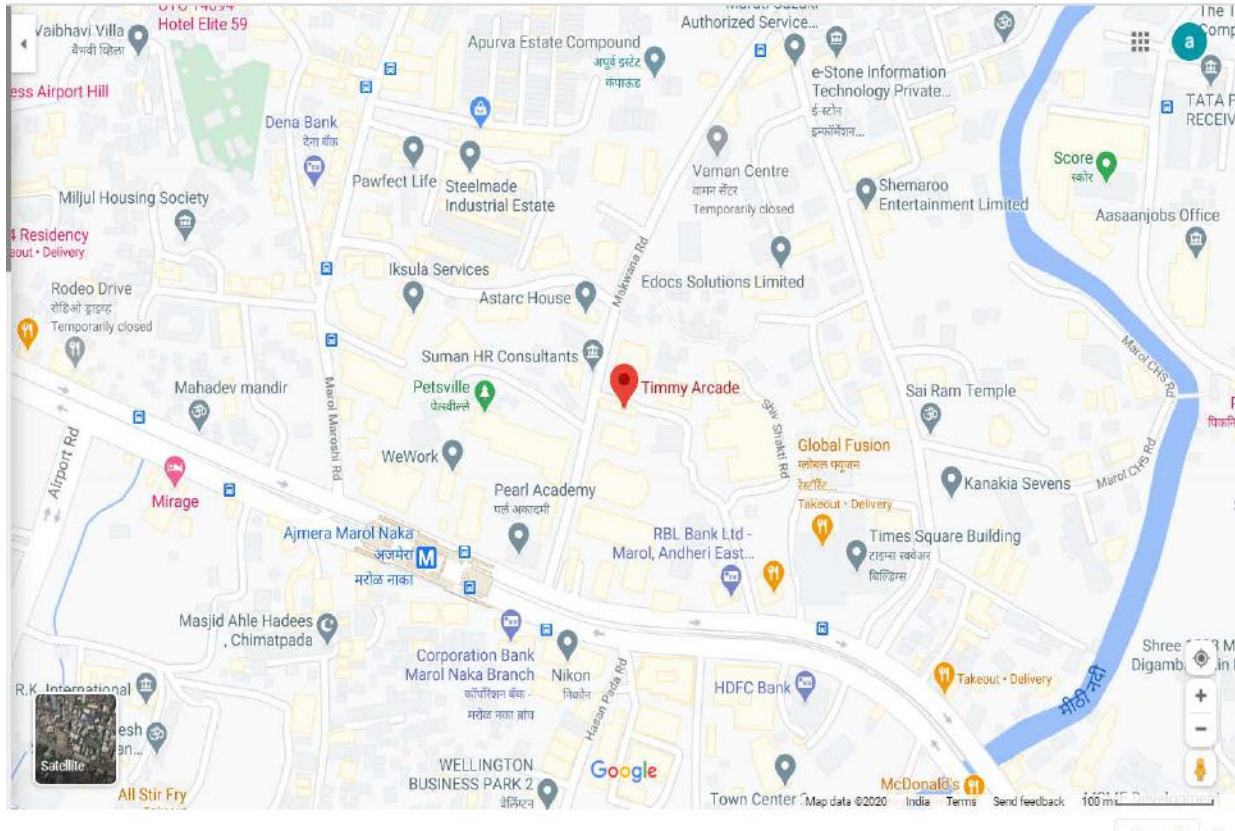 Hotel Elite 59
Vaibhavi Villa
वैभवी व्हिला
ess Airport Hill
Apurva Estate Compound
अपूर्व इस्टेट
कंपाऊंड
Authorized Service...
e-Stone Information
Technology Private...
ई-स्टोन
इन्फॉर्मेशन...
a
TATA P
RECEIV
Dena Bank
देना बँक
Pawfect Life
Steelmade
Industrial Estate
Vaman Centre
वामन सेंटर
Temporarily closed
Score
स्कोर
Shemaroo
Entertainment Limited
Aasaanjobs Office
Miljul Housing Society
4 Residency
eout • Delivery
Rodeo Drive
रोडिओ ड्राइव्ह
Temporarily closed
Iksula Services
Astarc House
Makwana Rd
Edocs Solutions Limited
Suman HR Consultants
Timmy Arcade
Petsville
पेत्सवील्ले
Mahadev mandir
Marol Maroshi Rd
Shiv Shakti Rd
Sai Ram Temple
Marol CHS Rd
Marol CHS Rd
Airport Rd
Mirage
WeWork
Pearl Academy
पर्ल अकादमी
Global Fusion
ग्लोबल फ्यूजन
रेस्टॉरंट...
Takeout • Delivery
Kanakia Sevens
Ajmera Marol Naka
अजमेरा
मरोळ नाका
M
RBL Bank Ltd -
Marol, Andheri East...
Times Square Building
टाइम्स स्क्वेअर
बिल्डिंग्स
Masjid Ahle Hadees
, Chimatpada
Corporation Bank
Marol Naka Branch
कॉर्पोरेशन बँक -
मरोळ नका ब्रांच
Nikon
निकॉन
Hasan Pada Rd
HDFC Bank
Takeout • Delivery
मीठी नदी
Shree
Digamb
R.K. International
Satellite
esh
an...
All Stir Fry
WELLINGTON
BUSINESS PARK 2
वेलिंग्टन
Google
Town Center
McDonald's
Map data ©2020 India Terms Send feedback 100 m